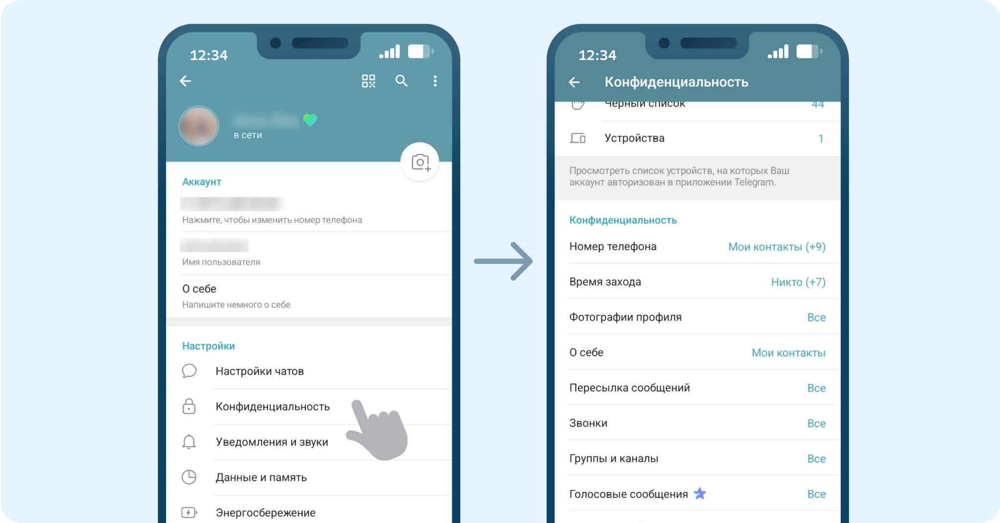 12:34
в сети
Аккаунт
Нажмите, чтобы изменить номер телефона
Имя пользователя
О себе
Напишите немного о себе
Настройки
Настройки чатов
Конфиденциальность
Уведомления и звуки
Данные и память
Энергосбережение
12:34
Конфиденциальность
Черный список 44
Устройства 1
Просмотреть список устройств, на которых Ваш
аккаунт авторизован в приложении Telegram.
Конфиденциальность
Номер телефона Мои контакты (+9)
Время захода Никто (+7)
Фотографии профиля Все
О себе Мои контакты
Пересылка сообщений Все
Звонки Все
Группы и каналы Все
Голосовые сообщения Все